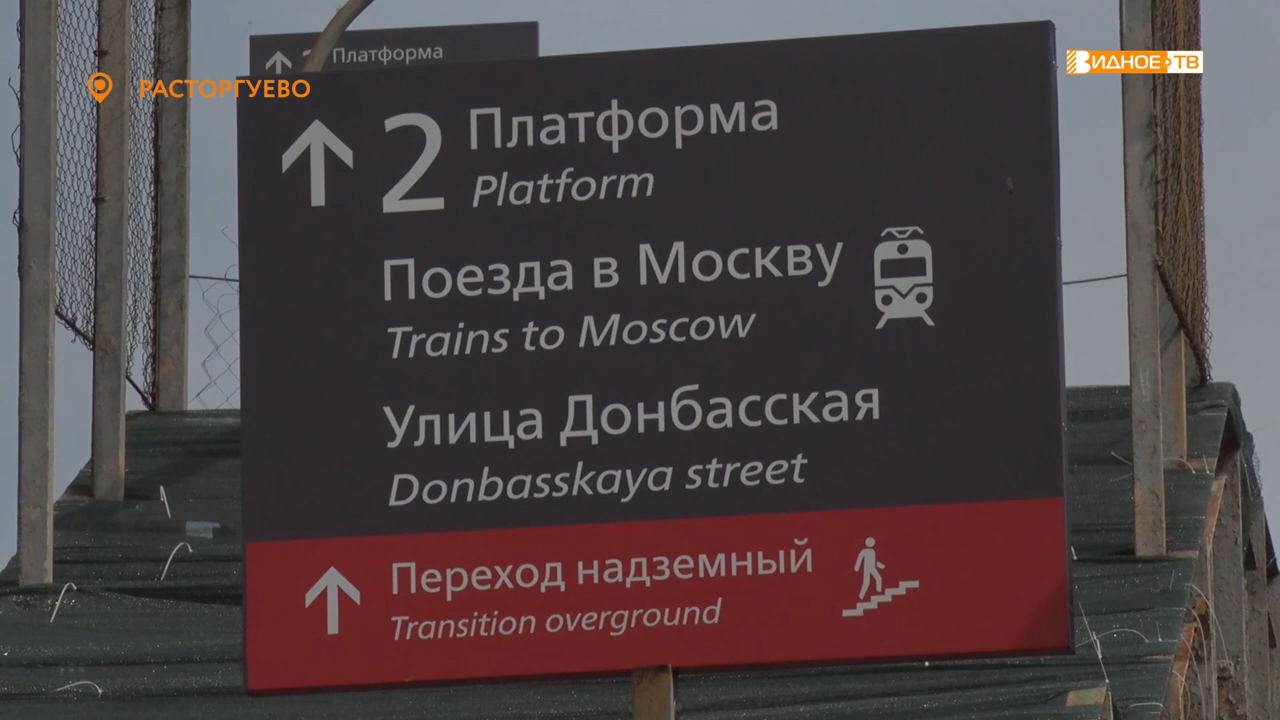 Платформа
РАСТОРГУЕВО
ВИДНОЕ ТВ
2 Платформа
Platform
Поезда в Москву
Trains to Moscow
Улица Донбасская
Donbasskaya street
Переход надземный
Transition overground